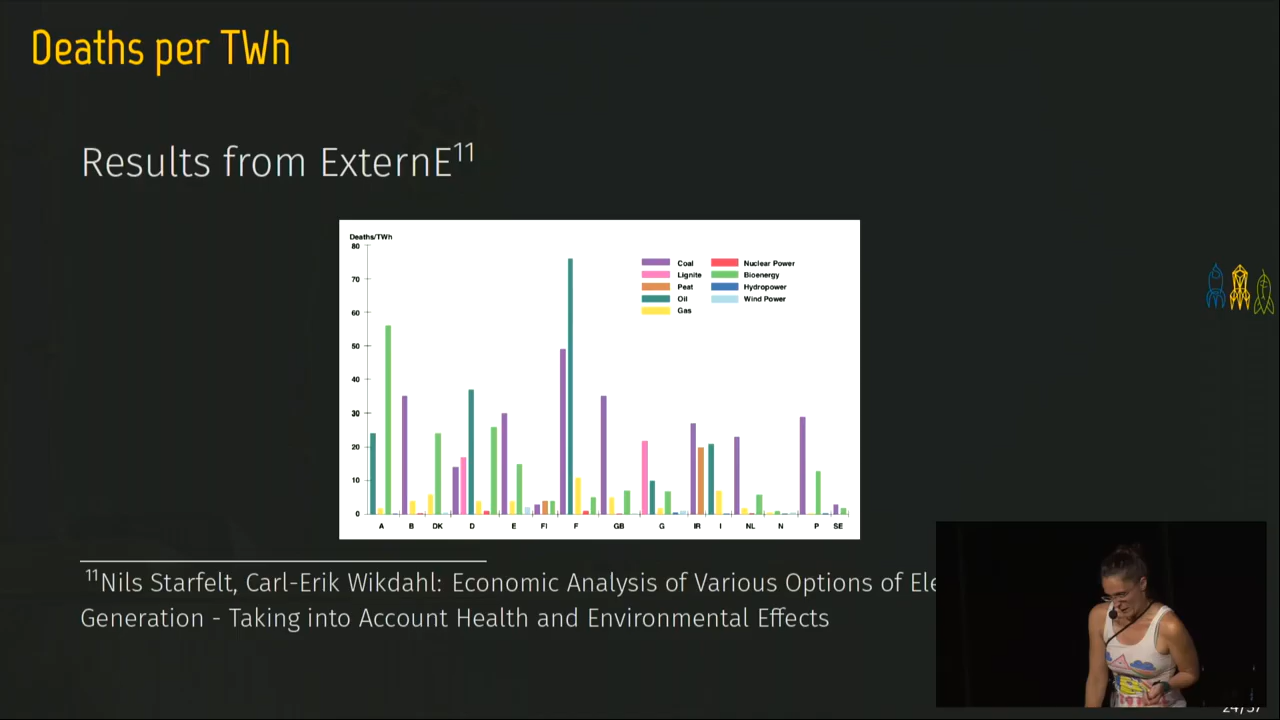 Deaths per TWh
Results from ExternE¹¹
Deaths/TWh
80
70
60
50
40
30
20
10
0
Coal
Lignite
Peat
Oil
Gas
Nuclear Power
Bioenergy
Hydropower
Wind Power
A B DK D E FI F GB G IR I NL N P SE
¹¹Nils Starfelt, Carl-Erik Wikdahl: Economic Analysis of Various Options of
Generation - Taking into Account Health and Environmental Effects